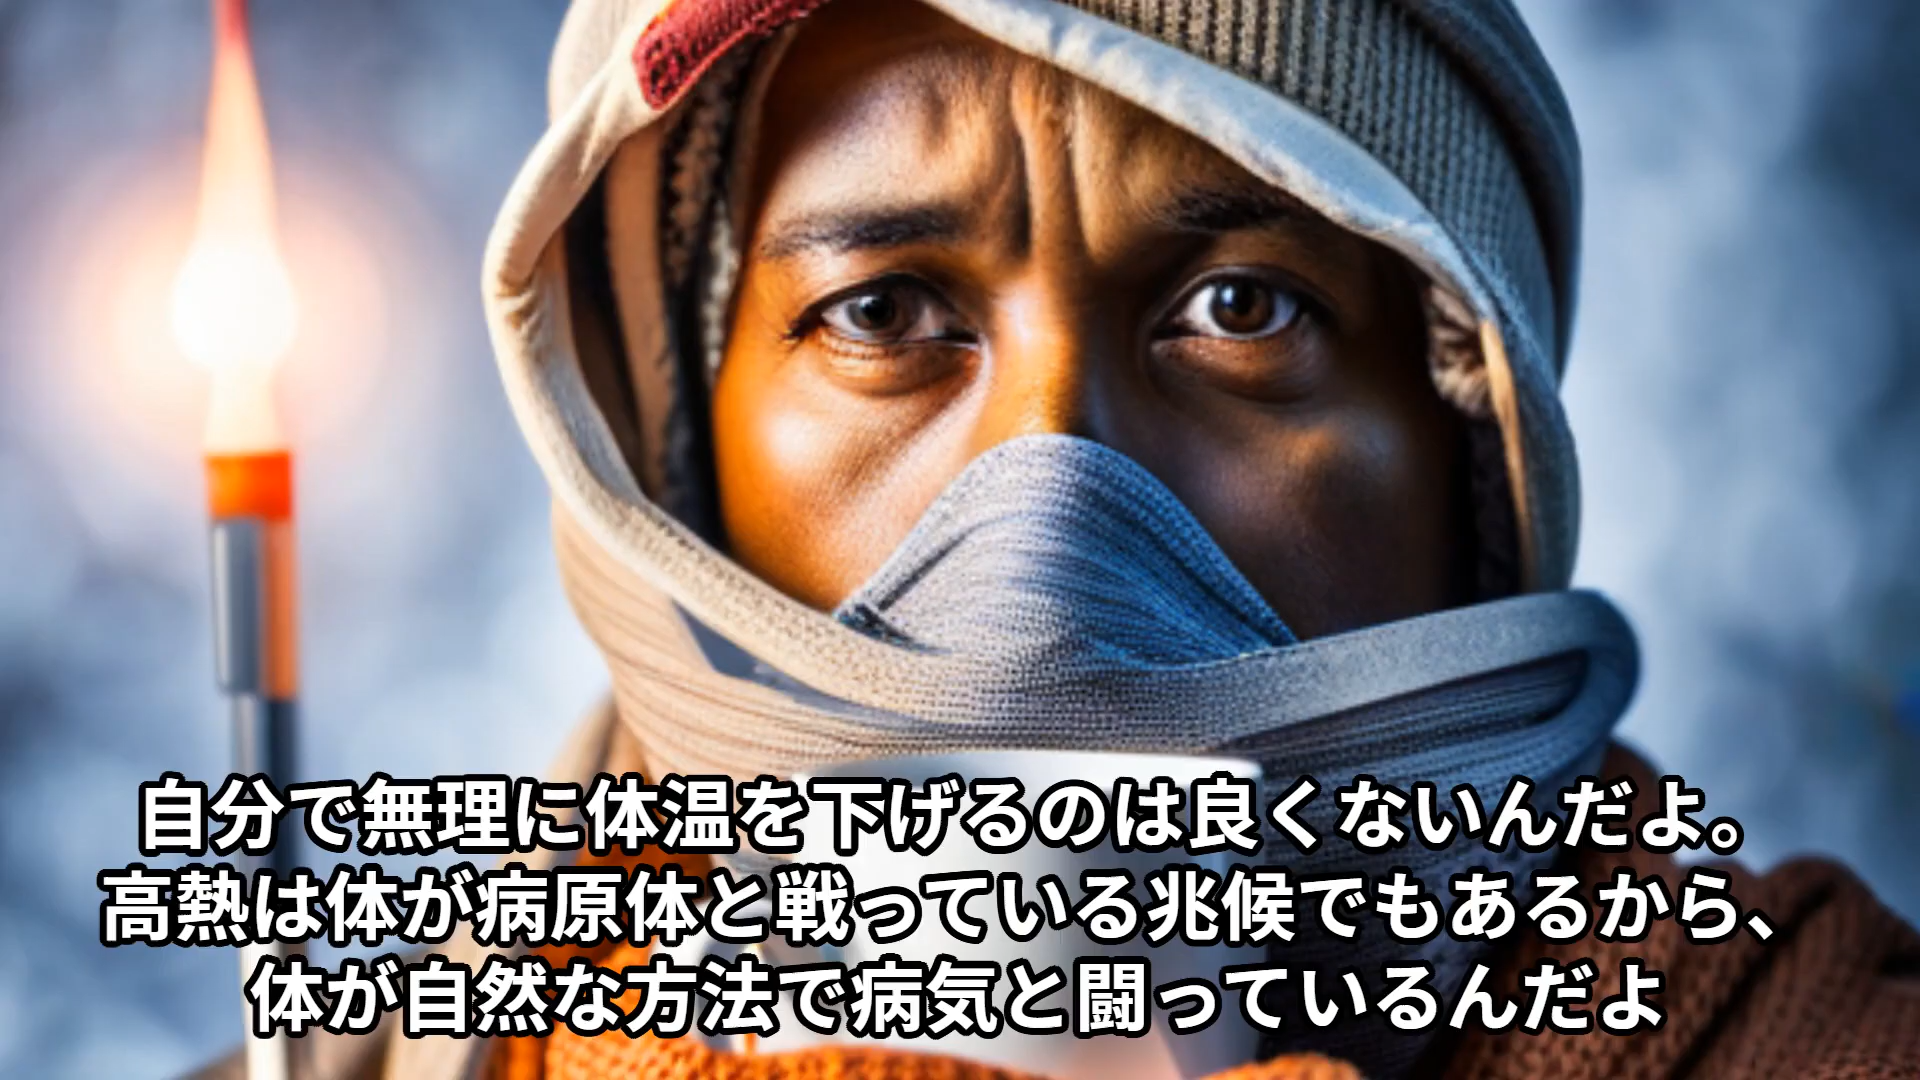 自分で無理に体温を下げるのは良くないんだよ。
高熱は体が病原体と戦っている兆候でもあるから、
体が自然な方法で病気と闘っているんだよ